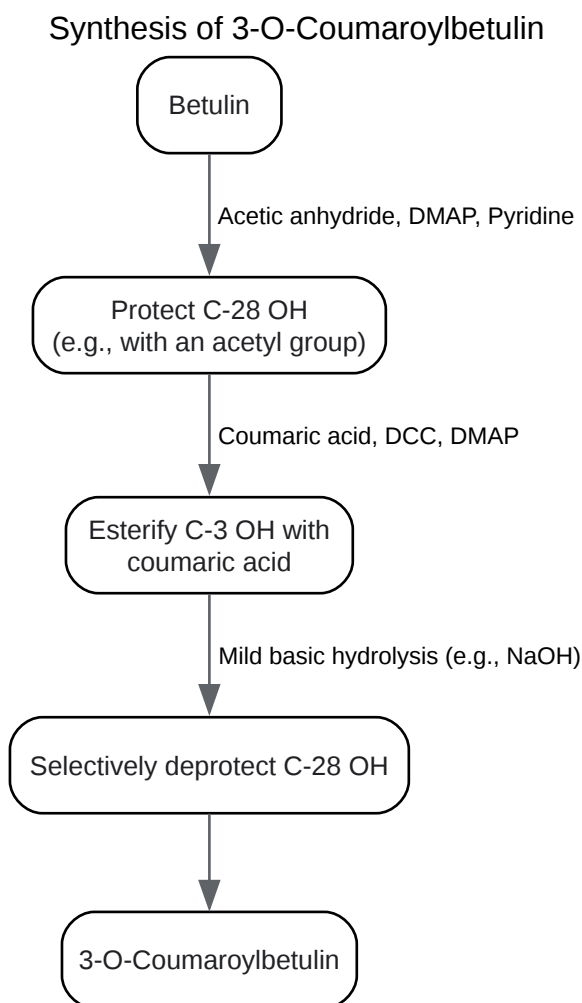 Synthesis of 3-O-Coumaroylbetulin
Betulin
Acetic anhydride, DMAP, Pyridine
Protect C-28 OH
(e.g., with an acetyl group)
Coumaric acid, DCC, DMAP
Esterify C-3 OH with
coumaric acid
Mild basic hydrolysis (e.g., NaOH)
Selectively deprotect C-28 OH
3-O-Coumaroylbetulin